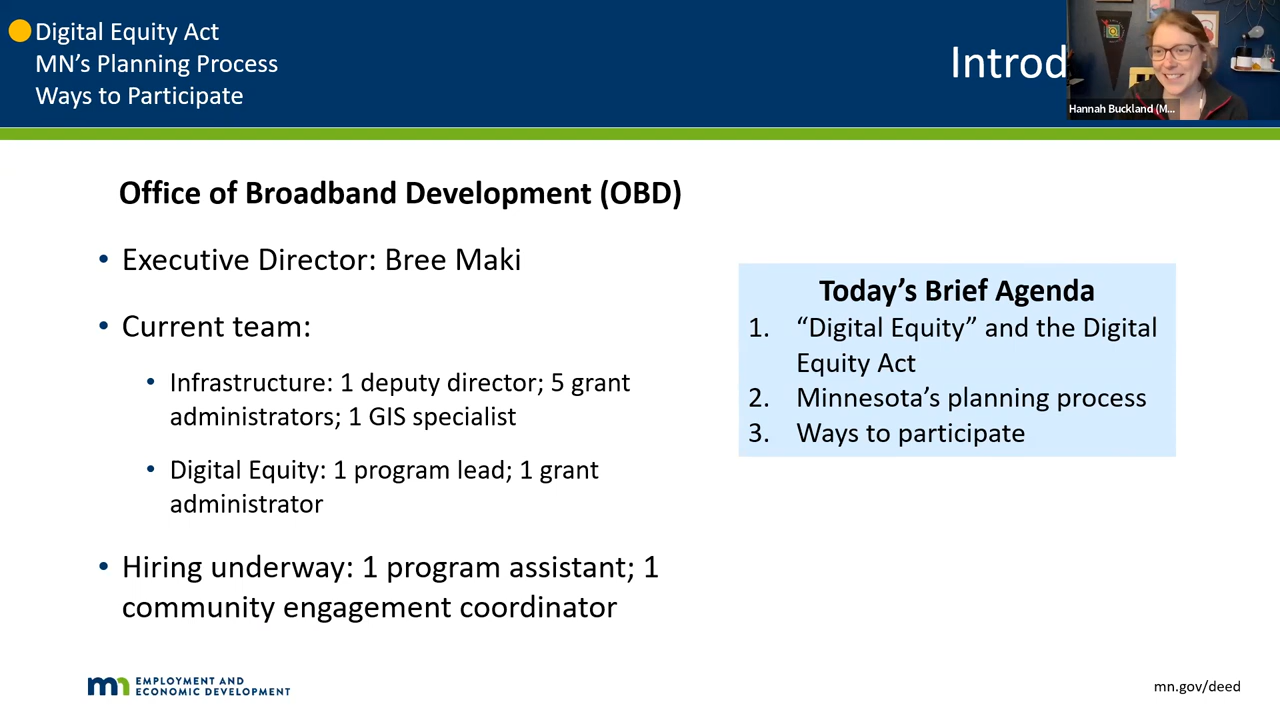 Digital Equity Act
MN's Planning Process
Ways to Participate
Introd
Hannah Buckland (M...
Office of Broadband Development (OBD)
• Executive Director: Bree Maki
• Current team:
• Infrastructure: 1 deputy director; 5 grant
administrators; 1 GIS specialist
• Digital Equity: 1 program lead; 1 grant
administrator
• Hiring underway: 1 program assistant; 1
community engagement coordinator
Today's Brief Agenda
1. “Digital Equity” and the Digital
Equity Act
2. Minnesota's planning process
3. Ways to participate
mn EMPLOYMENT AND
ECONOMIC DEVELOPMENT
mn.gov/deed